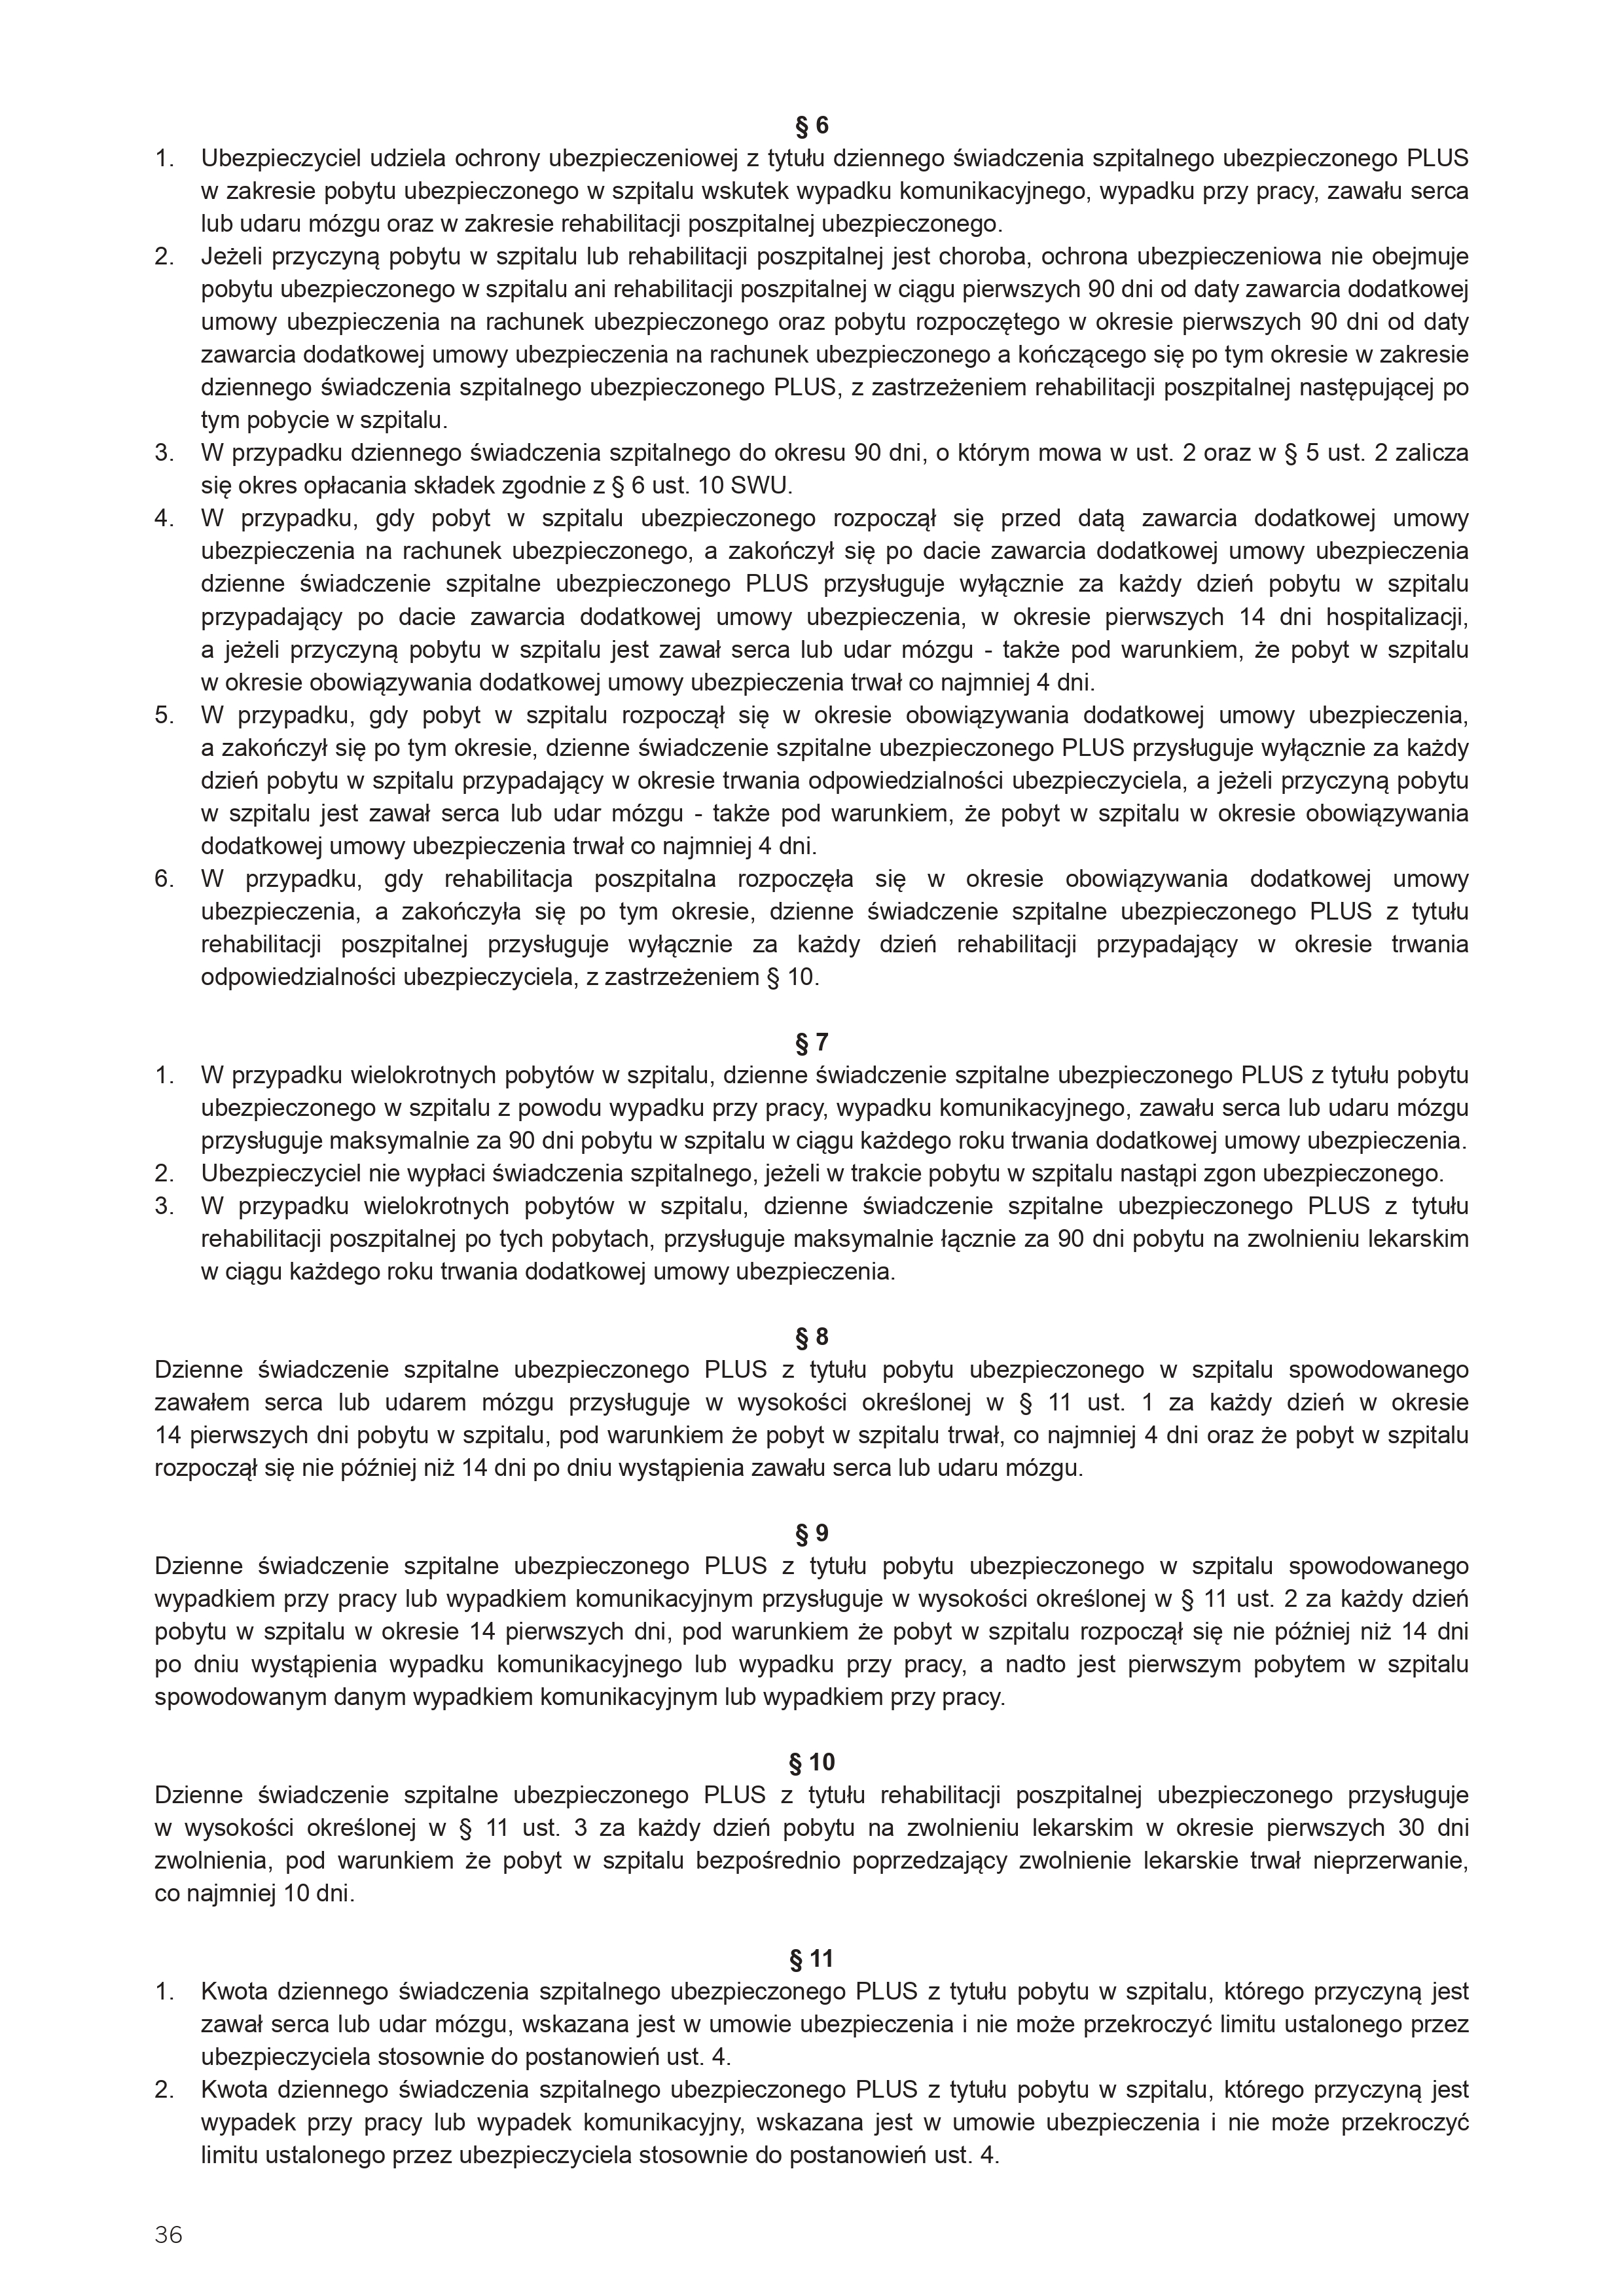 § 6
1. Ubezpieczyciel udziela ochrony ubezpieczeniowej z tytułu dziennego świadczenia szpitalnego ubezpieczonego PLUS
w zakresie pobytu ubezpieczonego w szpitalu wskutek wypadku komunikacyjnego, wypadku przy pracy, zawału serca
lub udaru mózgu oraz w zakresie rehabilitacji poszpitalnej ubezpieczonego.
2. Jeżeli przyczyną pobytu w szpitalu lub rehabilitacji poszpitalnej jest choroba, ochrona ubezpieczeniowa nie obejmuje
pobytu ubezpieczonego w szpitalu ani rehabilitacji poszpitalnej w ciągu pierwszych 90 dni od daty zawarcia dodatkowej
umowy ubezpieczenia na rachunek ubezpieczonego oraz pobytu rozpoczętego w okresie pierwszych 90 dni od daty
zawarcia dodatkowej umowy ubezpieczenia na rachunek ubezpieczonego a kończącego się po tym okresie w zakresie
dziennego świadczenia szpitalnego ubezpieczonego PLUS, z zastrzeżeniem rehabilitacji poszpitalnej następującej po
tym pobycie w szpitalu.
3. W przypadku dziennego świadczenia szpitalnego do okresu 90 dni, o którym mowa w ust. 2 oraz w § 5 ust. 2 zalicza
się okres opłacania składek zgodnie z § 6 ust. 10 SWU.
4. W przypadku, gdy pobyt w szpitalu ubezpieczonego rozpoczął się przed datą zawarcia dodatkowej umowy
ubezpieczenia na rachunek ubezpieczonego, a zakończył się po dacie zawarcia dodatkowej umowy ubezpieczenia
dzienne świadczenie szpitalne ubezpieczonego PLUS przysługuje wyłącznie za każdy dzień pobytu w szpitalu
przypadający po dacie zawarcia dodatkowej umowy ubezpieczenia, w okresie pierwszych 14 dni hospitalizacji,
a jeżeli przyczyną pobytu w szpitalu jest zawał serca lub udar mózgu - także pod warunkiem, że pobyt w szpitalu
w okresie obowiązywania dodatkowej umowy ubezpieczenia trwał co najmniej 4 dni.
5. W przypadku, gdy pobyt w szpitalu rozpoczął się w okresie obowiązywania dodatkowej umowy ubezpieczenia,
a zakończył się po tym okresie, dzienne świadczenie szpitalne ubezpieczonego PLUS przysługuje wyłącznie za każdy
dzień pobytu w szpitalu przypadający w okresie trwania odpowiedzialności ubezpieczyciela, a jeżeli przyczyną pobytu
w szpitalu jest zawał serca lub udar mózgu - także pod warunkiem, że pobyt w szpitalu w okresie obowiązywania
dodatkowej umowy ubezpieczenia trwał co najmniej 4 dni.
6. W przypadku, gdy rehabilitacja poszpitalna rozpoczęła się w okresie obowiązywania dodatkowej umowy
ubezpieczenia, a zakończyła się po tym okresie, dzienne świadczenie szpitalne ubezpieczonego PLUS z tytułu
rehabilitacji poszpitalnej przysługuje wyłącznie za każdy dzień rehabilitacji przypadający w okresie trwania
odpowiedzialności ubezpieczyciela, z zastrzeżeniem § 10.
§ 7
1. W przypadku wielokrotnych pobytów w szpitalu, dzienne świadczenie szpitalne ubezpieczonego PLUS z tytułu pobytu
ubezpieczonego w szpitalu z powodu wypadku przy pracy, wypadku komunikacyjnego, zawału serca lub udaru mózgu
przysługuje maksymalnie za 90 dni pobytu w szpitalu w ciągu każdego roku trwania dodatkowej umowy ubezpieczenia.
2. Ubezpieczyciel nie wypłaci świadczenia szpitalnego, jeżeli w trakcie pobytu w szpitalu nastąpi zgon ubezpieczonego.
3. W przypadku wielokrotnych pobytów w szpitalu, dzienne świadczenie szpitalne ubezpieczonego PLUS z tytułu
rehabilitacji poszpitalnej po tych pobytach, przysługuje maksymalnie łącznie za 90 dni pobytu na zwolnieniu lekarskim
w ciągu każdego roku trwania dodatkowej umowy ubezpieczenia.
§ 8
Dzienne świadczenie szpitalne ubezpieczonego PLUS z tytułu pobytu ubezpieczonego w szpitalu spowodowanego
zawałem serca lub udarem mózgu przysługuje w wysokości określonej w § 11 ust. 1 za każdy dzień w okresie
14 pierwszych dni pobytu w szpitalu, pod warunkiem że pobyt w szpitalu trwał, co najmniej 4 dni oraz że pobyt w szpitalu
rozpoczął się nie później niż 14 dni po dniu wystąpienia zawału serca lub udaru mózgu.
§ 9
Dzienne świadczenie szpitalne ubezpieczonego PLUS z tytułu pobytu ubezpieczonego w szpitalu spowodowanego
wypadkiem przy pracy lub wypadkiem komunikacyjnym przysługuje w wysokości określonej w § 11 ust. 2 za każdy dzień
pobytu w szpitalu w okresie 14 pierwszych dni, pod warunkiem że pobyt w szpitalu rozpoczął się nie później niż 14 dni
po dniu wystąpienia wypadku komunikacyjnego lub wypadku przy pracy, a nadto jest pierwszym pobytem w szpitalu
spowodowanym danym wypadkiem komunikacyjnym lub wypadkiem przy pracy.
§ 10
Dzienne świadczenie szpitalne ubezpieczonego PLUS z tytułu rehabilitacji poszpitalnej ubezpieczonego przysługuje
w wysokości określonej w § 11 ust. 3 za każdy dzień pobytu na zwolnieniu lekarskim w okresie pierwszych 30 dni
zwolnienia, pod warunkiem że pobyt w szpitalu bezpośrednio poprzedzający zwolnienie lekarskie trwał nieprzerwanie,
co najmniej 10 dni.
§ 11
1. Kwota dziennego świadczenia szpitalnego ubezpieczonego PLUS z tytułu pobytu w szpitalu, którego przyczyną jest
zawał serca lub udar mózgu, wskazana jest w umowie ubezpieczenia i nie może przekroczyć limitu ustalonego przez
ubezpieczyciela stosownie do postanowień ust. 4.
2. Kwota dziennego świadczenia szpitalnego ubezpieczonego PLUS z tytułu pobytu w szpitalu, którego przyczyną jest
wypadek przy pracy lub wypadek komunikacyjny, wskazana jest w umowie ubezpieczenia i nie może przekroczyć
limitu ustalonego przez ubezpieczyciela stosownie do postanowień ust. 4.
36